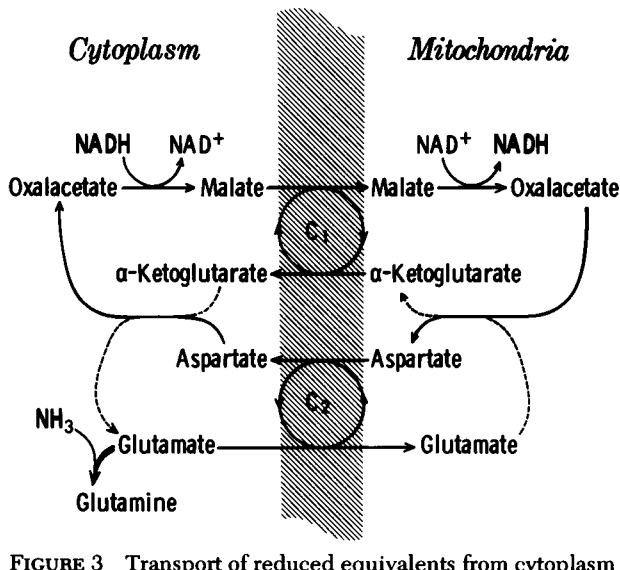 Cytoplasm Mitochondria
NADH NAD+ NAD+ NADH
Oxalacetate Malate Malate Oxalacetate
C1
α-Ketoglutarate α-Ketoglutarate
Aspartate Aspartate
C2
NH3
Glutamate Glutamate
Glutamine
FIGURE 3 Transport of reduced equivalents from cytoplasm